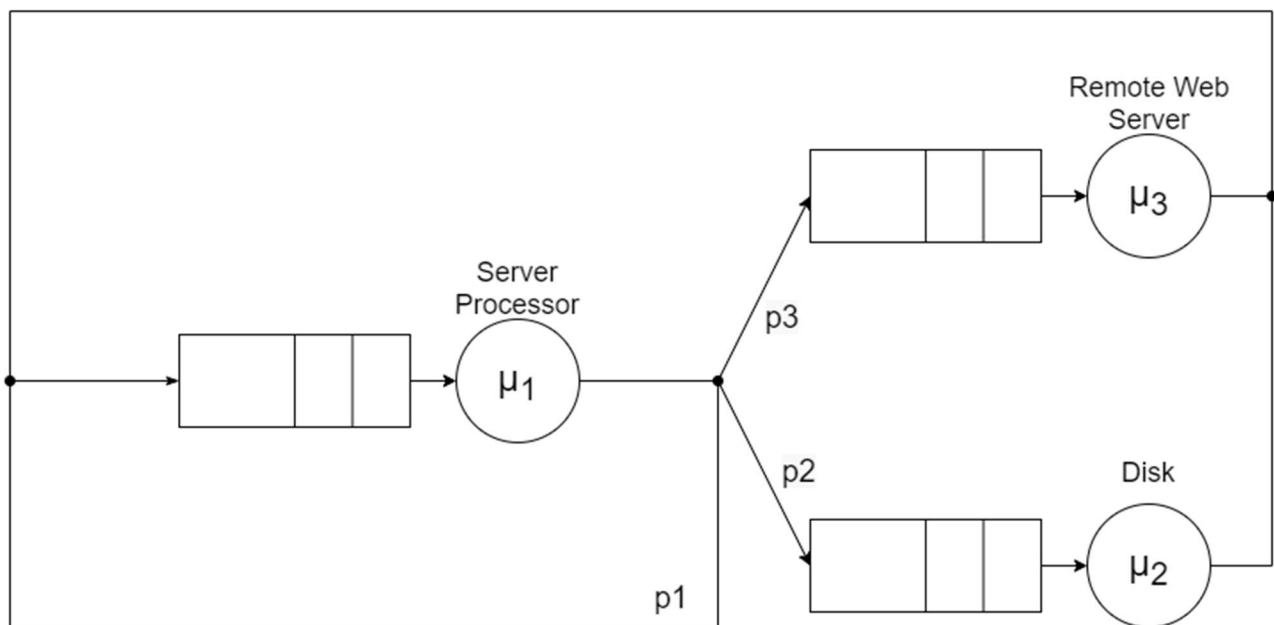 Remote Web
Server
μ3
p3
Server
Processor
μ1
p2
Disk
μ2
p1